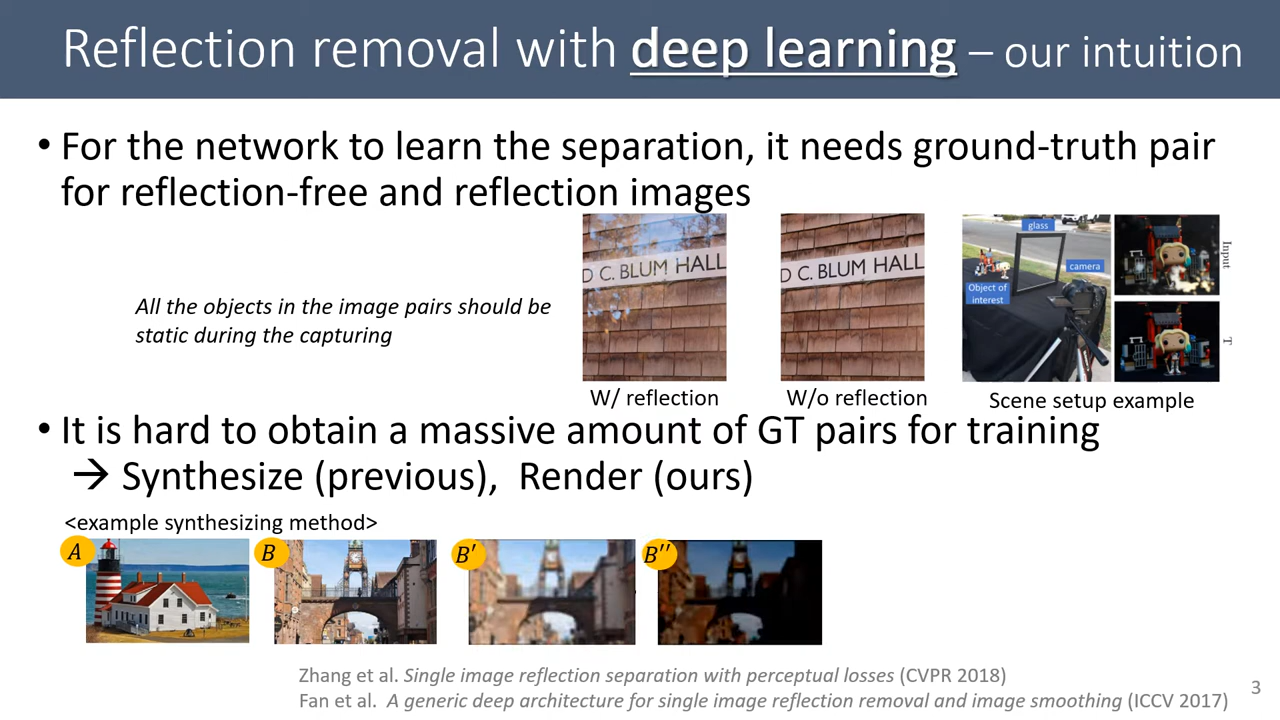 Reflection removal with deep learning – our intuition
• For the network to learn the separation, it needs ground-truth pair
for reflection-free and reflection images
D C. BLUM HALL
D C. BLUM HALL
glass
camera
Object of
interest
Input
T
All the objects in the image pairs should be
static during the capturing
W/ reflection
W/o reflection
Scene setup example
• It is hard to obtain a massive amount of GT pairs for training
→ Synthesize (previous), Render (ours)
<example synthesizing method>
A
B
B′
B′′
Zhang et al. Single image reflection separation with perceptual losses (CVPR 2018)
Fan et al. A generic deep architecture for single image reflection removal and image smoothing (ICCV 2017)
3